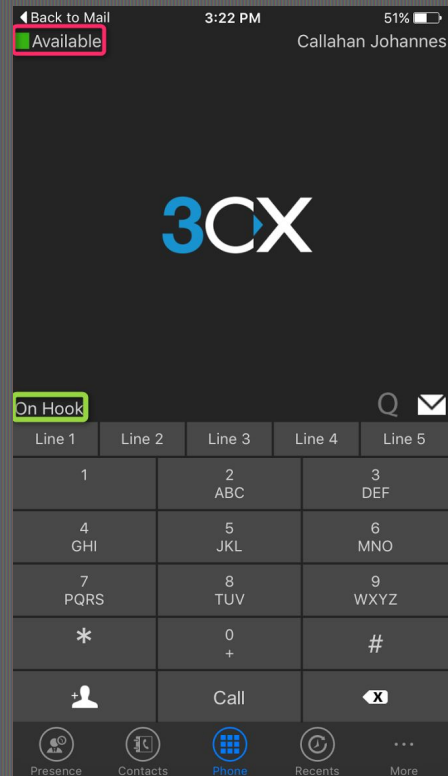 Back to Mail 3:22 PM 51%
Available Callahan Johannes
3CX
On Hook Q
Line 1 Line 2 Line 3 Line 4 Line 5
1 2 3
ABC DEF
4 5 6
GHI JKL MNO
7 8 9
PQRS TUV WXYZ
* 0 #
+
+ Call X
Presence Contacts Phone Recents More